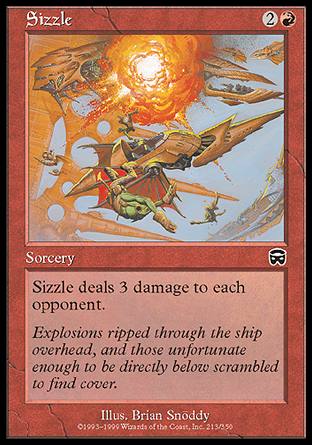 Sizzle 2
Sorcery
Sizzle deals 3 damage to each
opponent.
Explosions ripped through the ship
overhead, and those unfortunate
enough to be directly below scrambled
to find cover.
Illus. Brian Snoddy
©1993–1999 Wizards of the Coast, Inc. 213/350